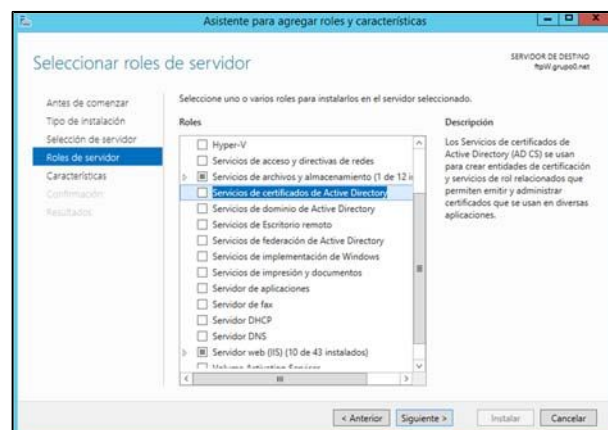 Asistente para agregar roles y características
Seleccionar roles de servidor
SERVIDOR DE DESTINO
ftpW.grupo0.net
Antes de comenzar
Tipo de instalación
Selección de servidor
Roles de servidor
Características
Confirmación
Resultados
Seleccione uno o varios roles para instalarlos en el servidor seleccionado.
Roles
Hyper-V
Servicios de acceso y directivas de redes
Servicios de archivos y almacenamiento (1 de 12 i
Servicios de certificados de Active Directory
Servicios de dominio de Active Directory
Servicios de Escritorio remoto
Servicios de federación de Active Directory
Servicios de implementación de Windows
Servicios de impresión y documentos
Servidor de aplicaciones
Servidor de fax
Servidor DHCP
Servidor DNS
Servidor web (IIS) (10 de 43 instalados)
Volume Activation Services
Descripción
Los Servicios de certificados de
Active Directory (AD CS) se usan
para crear entidades de certificación
y servicios de rol relacionados que
permiten emitir y administrar
certificados que se usan en diversas
aplicaciones.
< Anterior
Siguiente >
Instalar
Cancelar